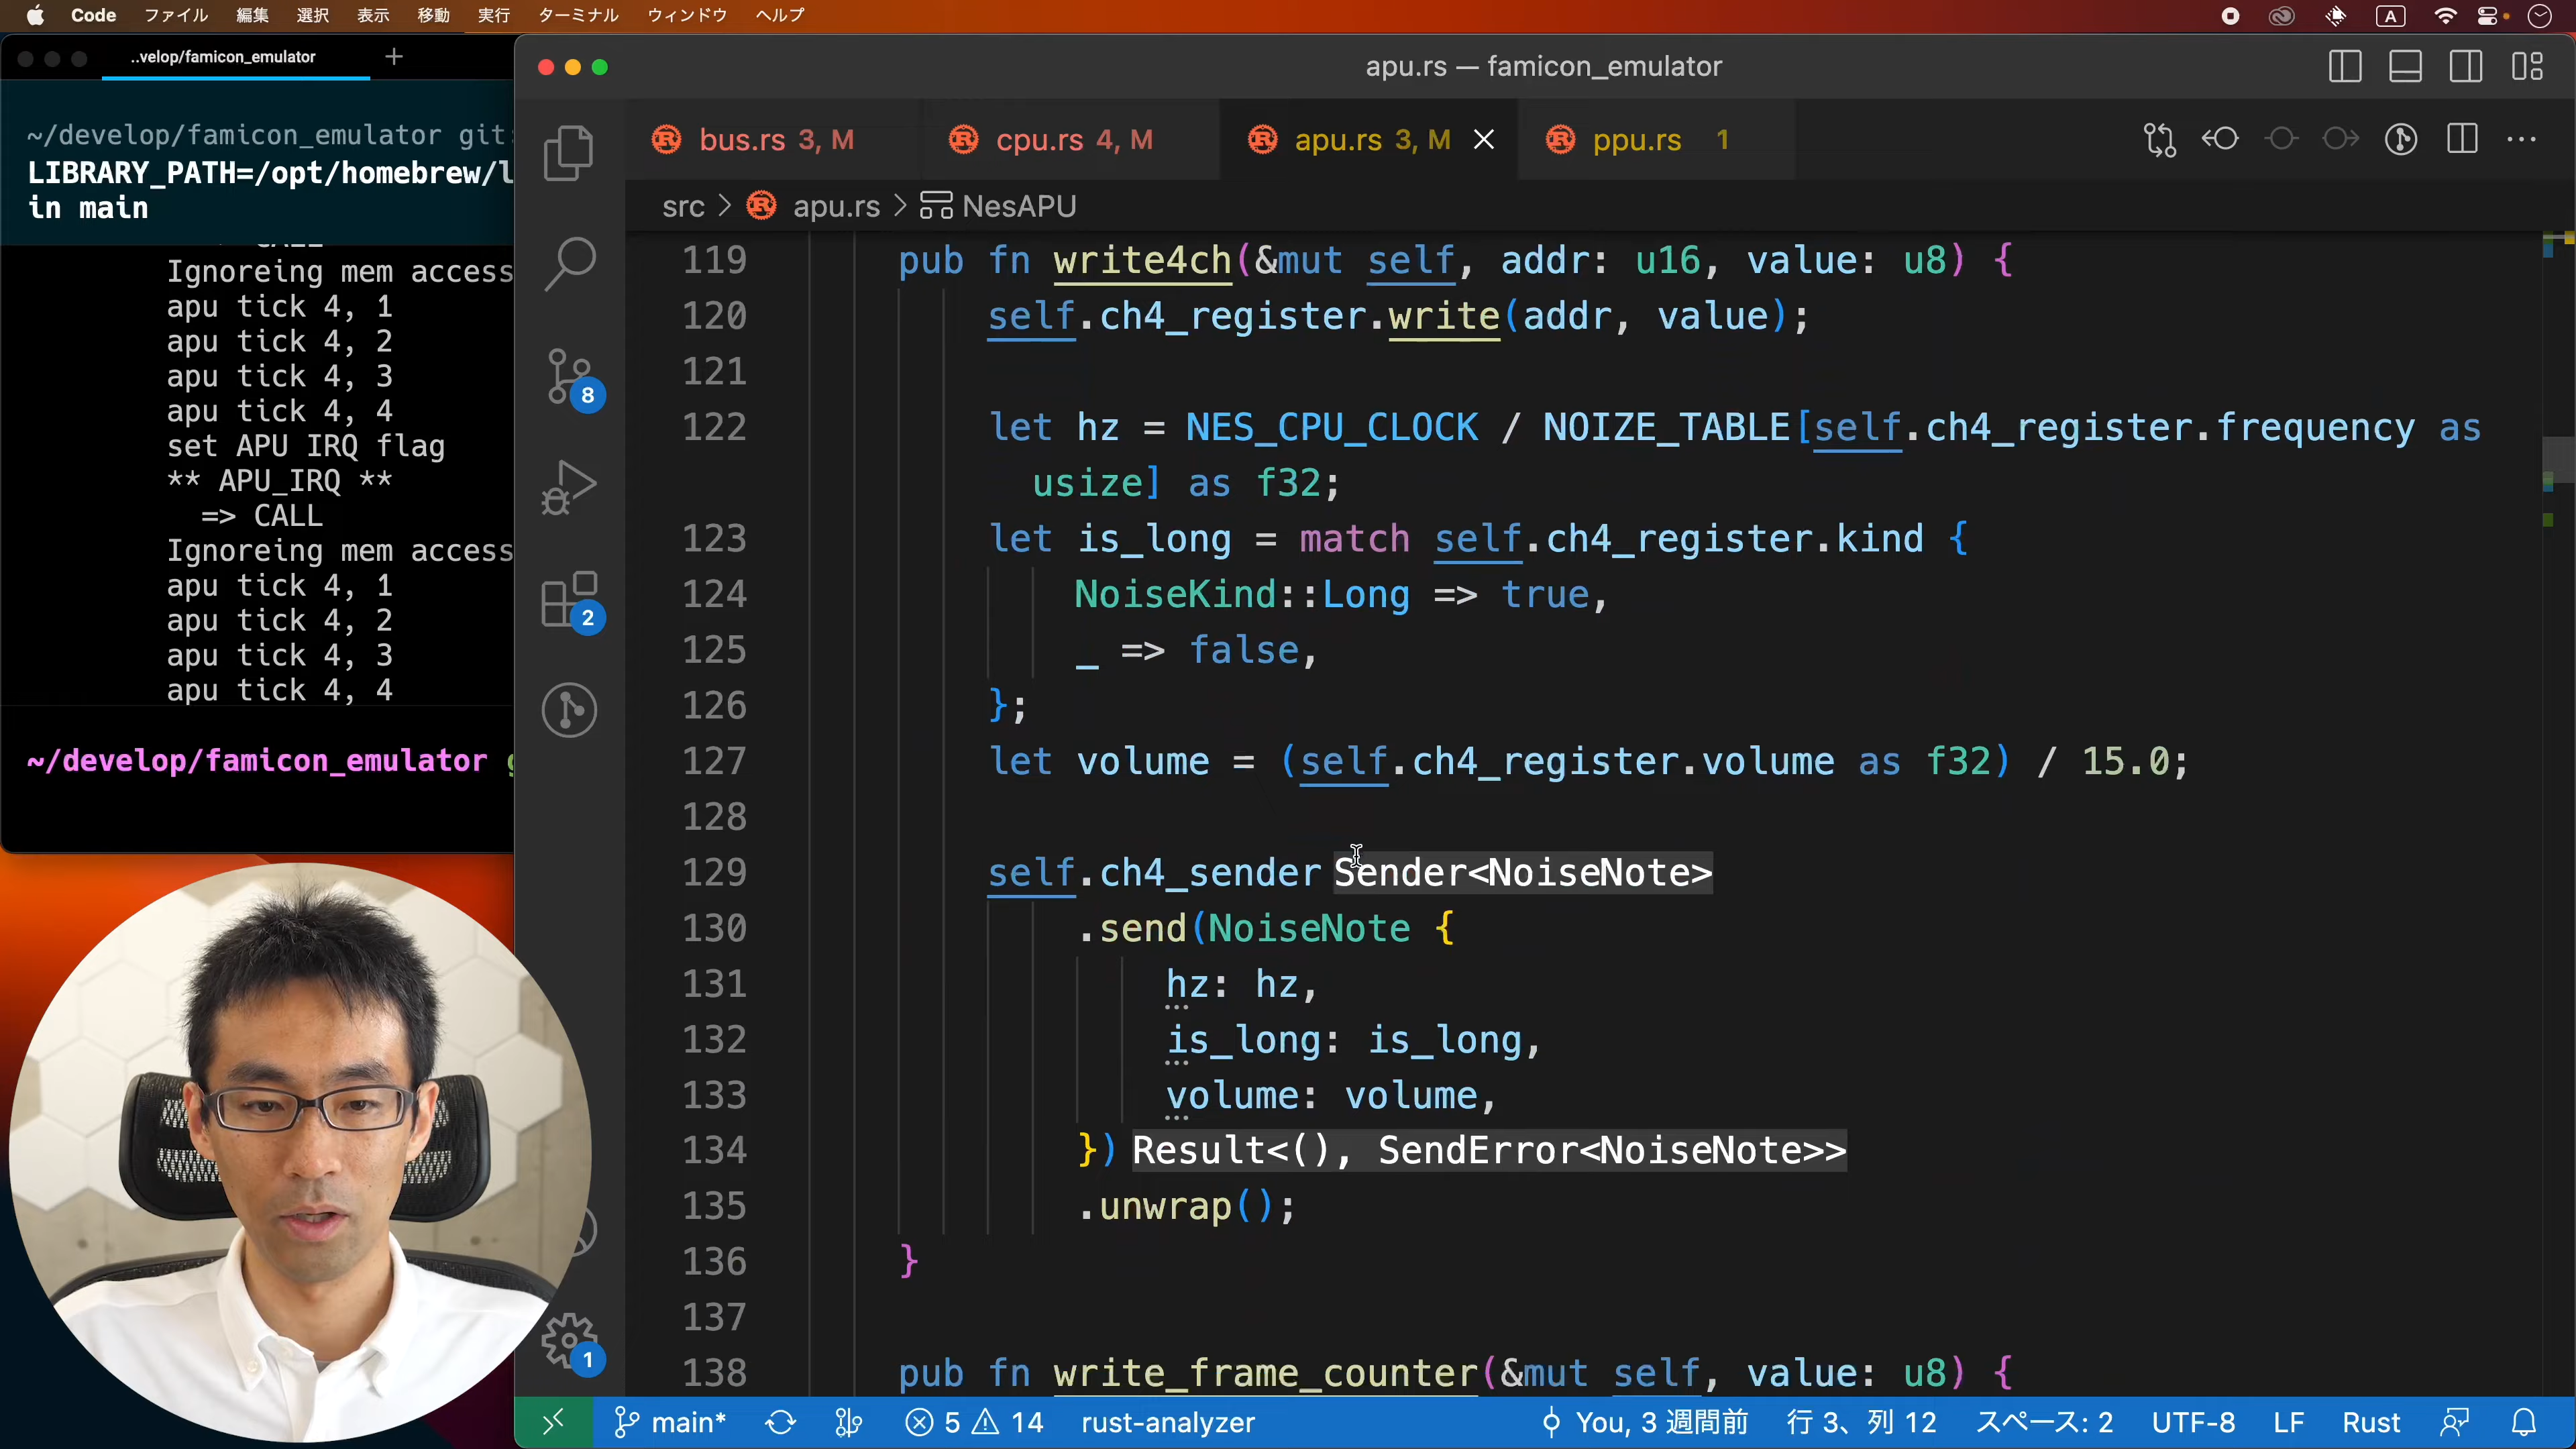 Code ファイル 編集 選択 表示 移動 実行 ターミナル ウィンドウ ヘルプ A
..velop/famicon_emulator +
~/develop/famicon_emulator git:
LIBRARY_PATH=/opt/homebrew/l
in main
Ignoreing mem access
apu tick 4, 1
apu tick 4, 2
apu tick 4, 3
apu tick 4, 4
set APU IRQ flag
** APU_IRQ **
=> CALL
Ignoreing mem access
apu tick 4, 1
apu tick 4, 2
apu tick 4, 3
apu tick 4, 4
~/develop/famicon_emulator g
apu.rs — famicon_emulator
bus.rs 3, M cpu.rs 4, M apu.rs 3, M ppu.rs 1
src > apu.rs > NesAPU
8
2
1
119 pub fn write4ch(&mut self, addr: u16, value: u8) {
120 self.ch4_register.write(addr, value);
121
122 let hz = NES_CPU_CLOCK / NOIZE_TABLE[self.ch4_register.frequency as
usize] as f32;
123 let is_long = match self.ch4_register.kind {
124 NoiseKind::Long => true,
125 _ => false,
126 };
127 let volume = (self.ch4_register.volume as f32) / 15.0;
128
129 self.ch4_sender Sender<NoiseNote>
130 .send(NoiseNote {
131 hz: hz,
132 is_long: is_long,
133 volume: volume,
134 }) Result<(), SendError<NoiseNote>>
135 .unwrap();
136 }
137
138 pub fn write_frame_counter(&mut self, value: u8) {
main* 5 14 rust-analyzer You, 3 週間前 行 3、列 12 スペース: 2 UTF-8 LF Rust